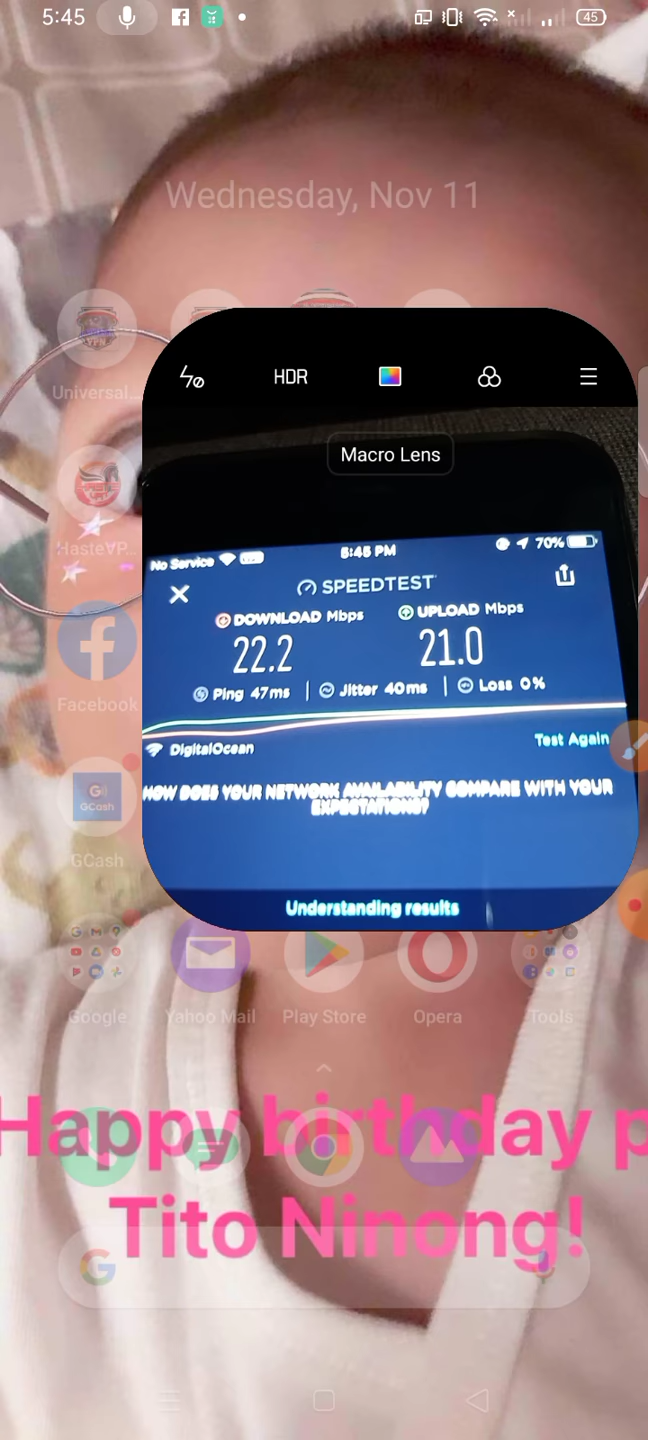 5:45
45
Wednesday, Nov 11
Universal...
HasteVP...
Facebook
G)
GCash
GCash
HDR
Macro Lens
No Service
5:45 PM
70%
SPEEDTEST
DOWNLOAD Mbps
UPLOAD Mbps
22.2
21.0
Ping 47ms
Jitter 40ms
Loss 0%
DigitalOcean
Test Again
HOW DOES YOUR NETWORK AVAILABILITY COMPARE WITH YOUR
EXPECTATIONS?
Understanding results
Google
Yahoo Mail
Play Store
Opera
Tools
Happy birthday p
Tito Ninong!